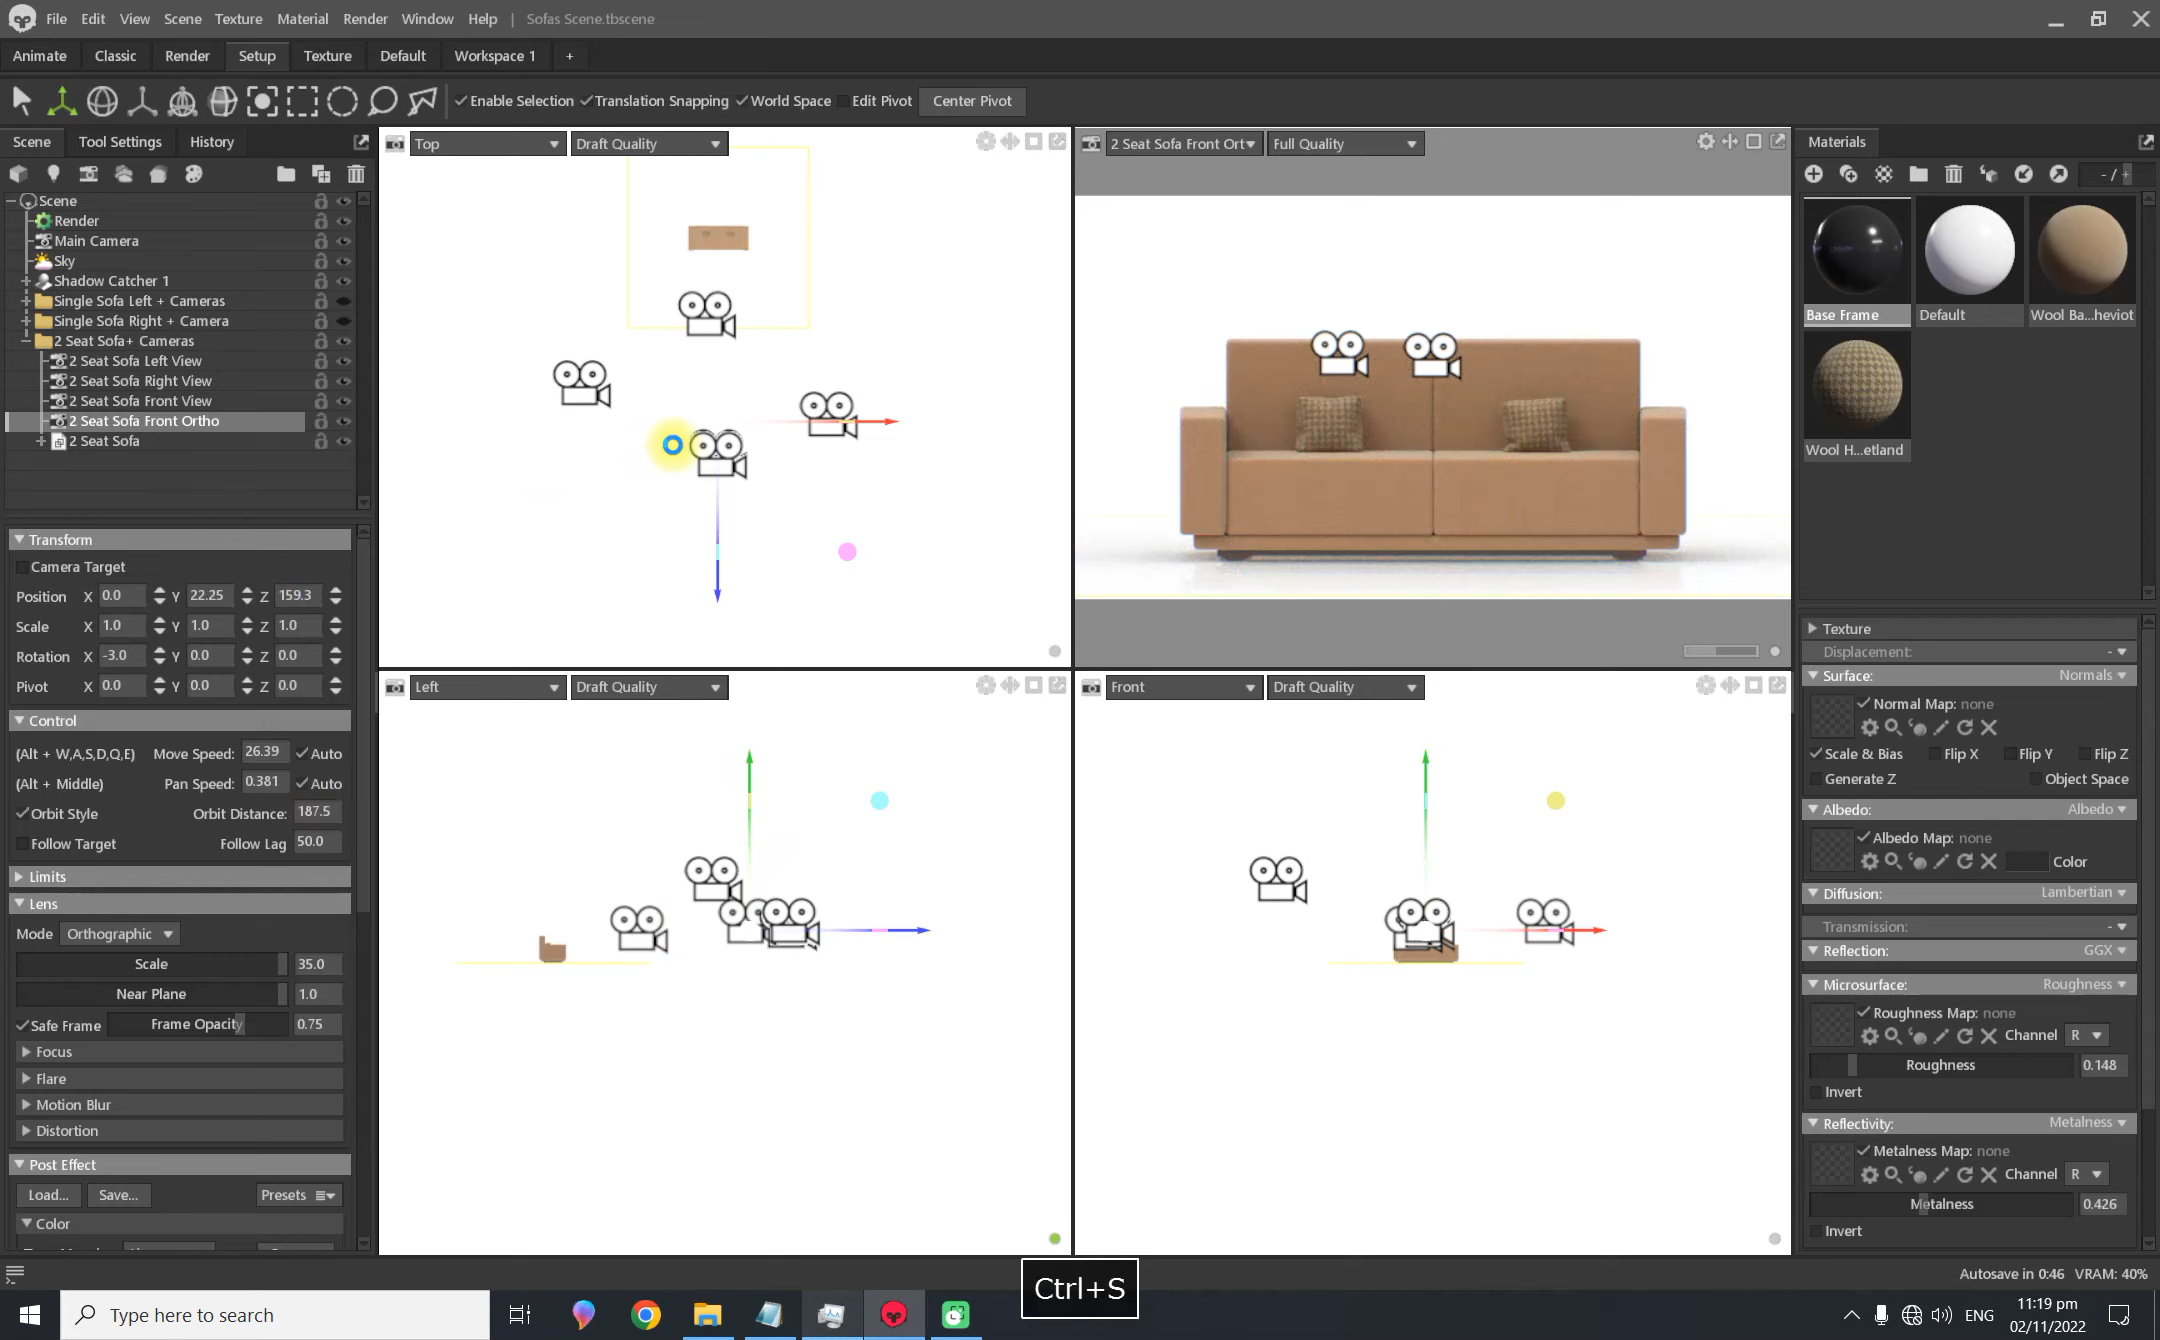 File Edit View Scene Texture Material Render Window Help | Sofas Scene.tbscene
Animate Classic Render Setup Texture Default Workspace 1 +
Enable Selection Translation Snapping World Space Edit Pivot Center Pivot
Scene Tool Settings History
Scene
Render
Main Camera
Sky
Shadow Catcher 1
Single Sofa Left + Cameras
Single Sofa Right + Camera
2 Seat Sofa+ Cameras
2 Seat Sofa Left View
2 Seat Sofa Right View
2 Seat Sofa Front View
2 Seat Sofa Front Ortho
2 Seat Sofa
Transform
Camera Target
Position X 0.0 Y 22.25 Z 159.3
Scale X 1.0 Y 1.0 Z 1.0
Rotation X -3.0 Y 0.0 Z 0.0
Pivot X 0.0 Y 0.0 Z 0.0
Control
(Alt + W,A,S,D,Q,E) Move Speed: 26.39 Auto
(Alt + Middle) Pan Speed: 0.381 Auto
Orbit Style Orbit Distance: 187.5
Follow Target Follow Lag 50.0
Limits
Lens
Mode Orthographic
Scale 35.0
Near Plane 1.0
Safe Frame Frame Opacity 0.75
Focus
Flare
Motion Blur
Distortion
Post Effect
Load... Save... Presets
Color
Top Draft Quality
2 Seat Sofa Front Ort Full Quality
Left Draft Quality
Front Draft Quality
Materials
- / +
Base Frame Default Wool Ba...heviot
Wool H...etland
Texture
Displacement: -
Surface: Normals
Normal Map: none
Scale & Bias Flip X Flip Y Flip Z
Generate Z Object Space
Albedo: Albedo
Albedo Map: none
Color
Diffusion: Lambertian
Transmission: -
Reflection: GGX
Microsurface: Roughness
Roughness Map: none
Channel R
Roughness 0.148
Invert
Reflectivity: Metalness
Metalness Map: none
Channel R
Metalness 0.426
Invert
Autosave in 0:46 VRAM: 40%
Ctrl+S
Type here to search
ENG
11:19 pm
02/11/2022